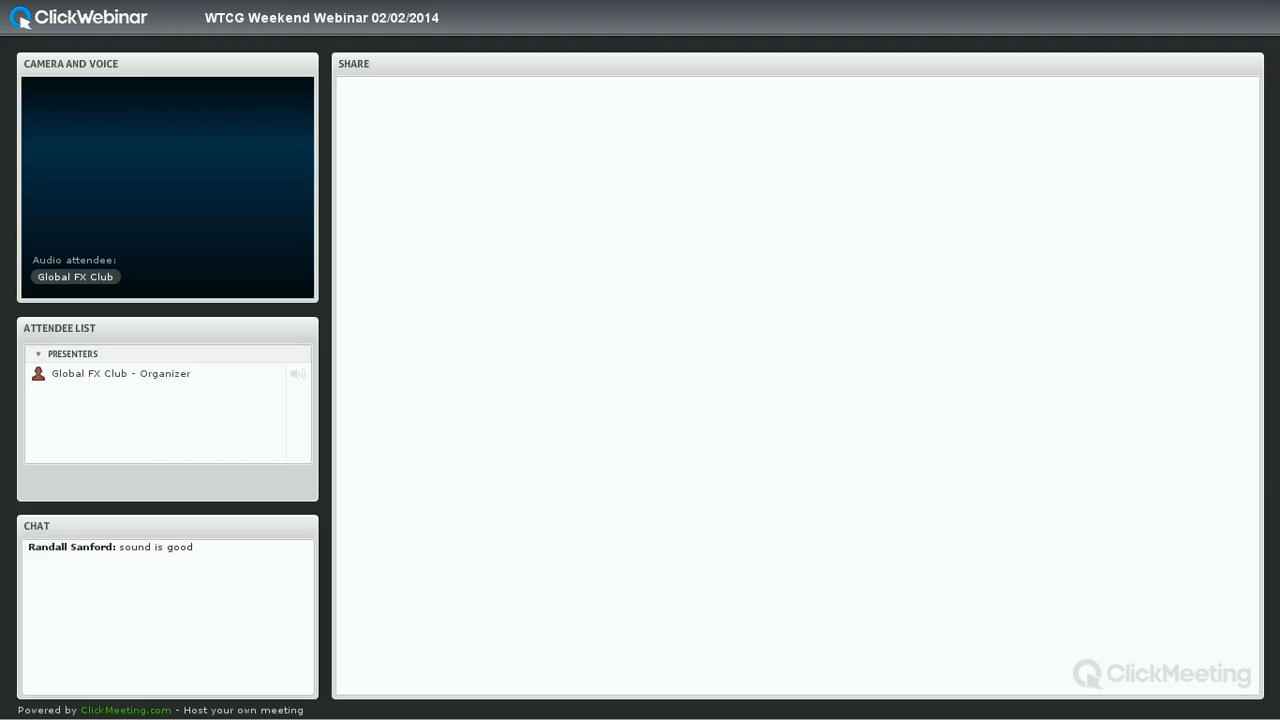 ClickWebinar
WTCG Weekend Webinar 02/02/2014
CAMERA AND VOICE
Audio attendee:
Global FX Club
ATTENDEE LIST
PRESENTERS
Global FX Club - Organizer
CHAT
Randall Sanford: sound is good
SHARE
ClickMeeting
Powered by ClickMeeting.com - Host your own meeting